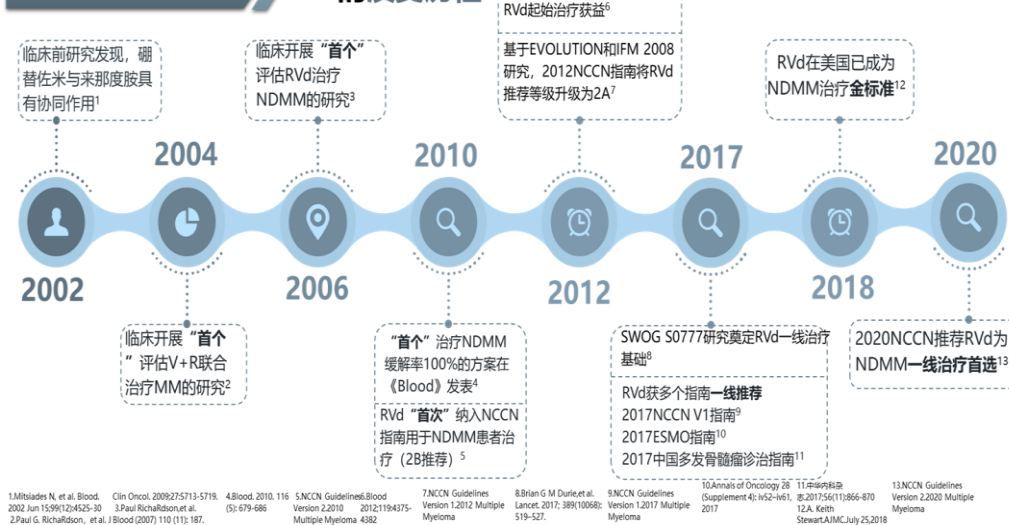 的发展历程
RVd起始治疗获益6
临床前研究发现，硼
替佐米与来那度胺具
有协同作用1
临床开展“首个”
评估RVd治疗
NDMM的研究3
基于EVOLUTION和IFM 2008
研究，2012NCCN指南将RVd
推荐等级升级为2A7
RVd在美国已成为
NDMM治疗金标准12
2004
2010
2017
2020
2002
2006
2012
2018
临床开展“首个
”评估V+R联合
治疗MM的研究2
“首个”治疗NDMM
缓解率100%的方案在
《Blood》发表4
RVd“首次”纳入NCCN
指南用于NDMM患者治
疗（2B推荐）5
SWOG S0777研究奠定RVd一线治疗
基础8
RVd获多个指南一线推荐
2017NCCN V1指南9
2017ESMO指南10
2017中国多发骨髓瘤诊治指南11
2020NCCN推荐RVd为
NDMM一线治疗首选13
1.Mitsiades N, et al. Blood.
2002 Jun 15;99(12):4525-30
2.Paul G. RichaRdson, et al. J
Clin Oncol. 2009;27:5713-5719.
3.Paul RichaRdson,et al.
Blood (2007) 110 (11): 187.
4.Blood. 2010. 116
(5): 679-686
5.NCCN Guidelines
Version 2.2010
Multiple Myeloma
6.Blood
2012;119:4375-
4382
7.NCCN Guidelines
Version 1.2012 Multiple
Myeloma
8.Brian G M Durie,et al.
Lancet. 2017; 389(10068):
519–527.
9.NCCN Guidelines
Version 1.2017 Multiple
Myeloma
10.Annals of Oncology 28
(Supplement 4): iv52–iv61,
2017
11.中华内科杂
志.2017;56(11):866-870
12.A. Keith
Stewart.AJMC.July 25,2018
13.NCCN Guidelines
Version 2.2020 Multiple
Myeloma